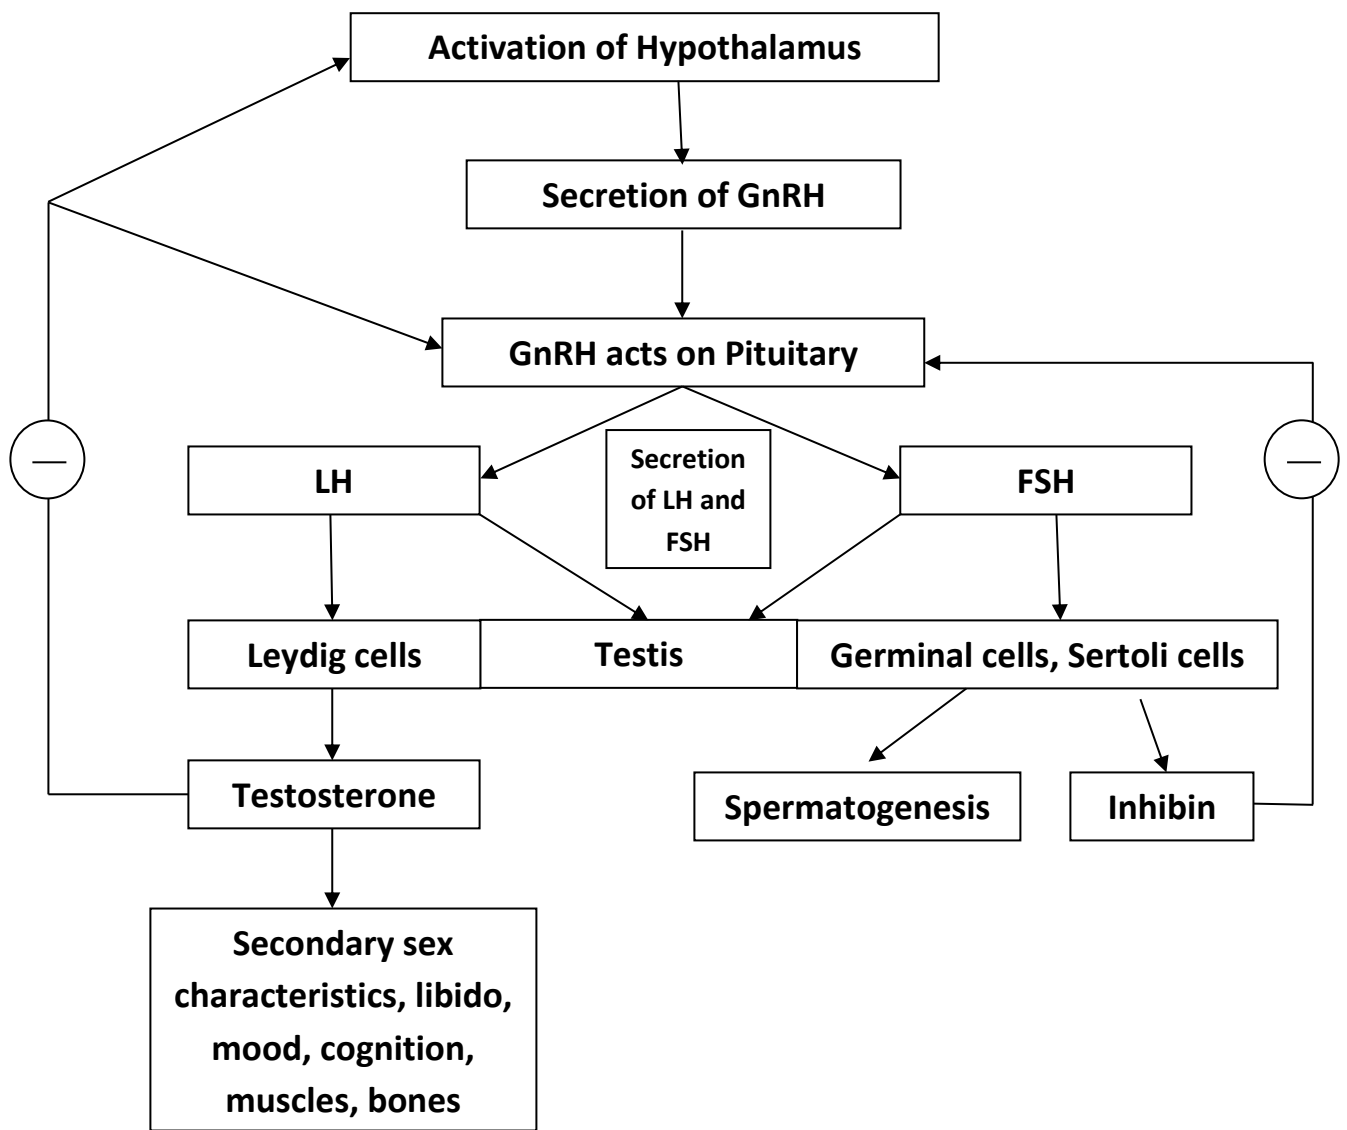 Activation of Hypothalamus
Secretion of GnRH
GnRH acts on Pituitary
LH
Secretion
of LH and
FSH
FSH
Leydig cells
Testis
Germinal cells, Sertoli cells
Testosterone
Spermatogenesis
Inhibin
Secondary sex
characteristics, libido,
mood, cognition,
muscles, bones